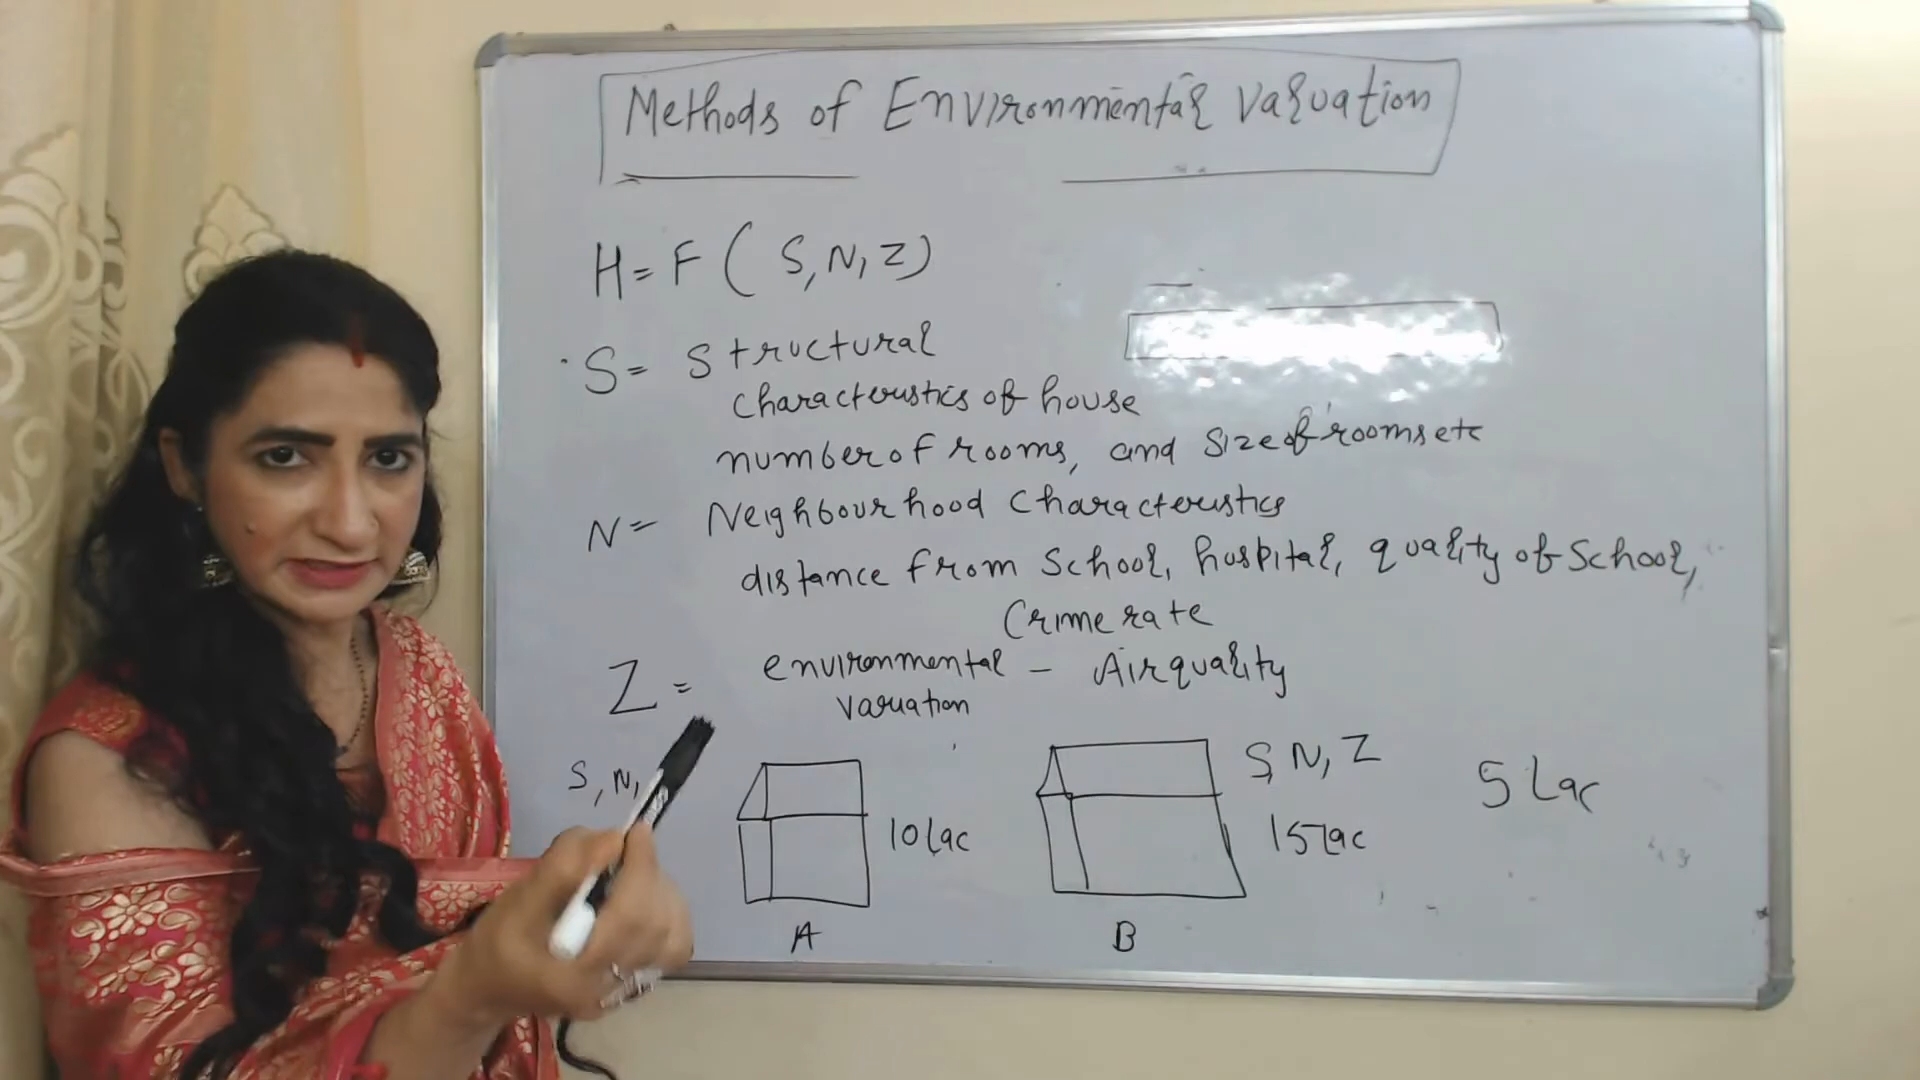 Methods of Environmental Valuation
H = F ( S, N, Z)
S = Structural
characteristics of house
number of rooms, and size of rooms etc
N = Neighbourhood characteristics
distance from School, hospital, quality of School,
Crime rate
Z = environmental - Air quality
variation
S, N,
10 lac
S, N, Z
15 lac
5 Lac
A
B